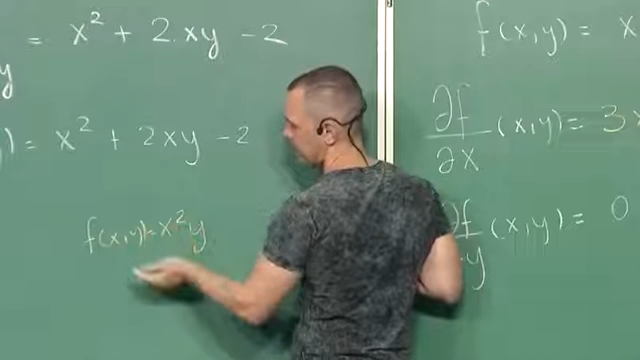 = x² + 2xy - 2
y
) = x² + 2xy - 2
f(x,y) = x²y
f(x,y) = x
∂f/∂x (x,y) = 3x
∂f/∂y (x,y) = 0